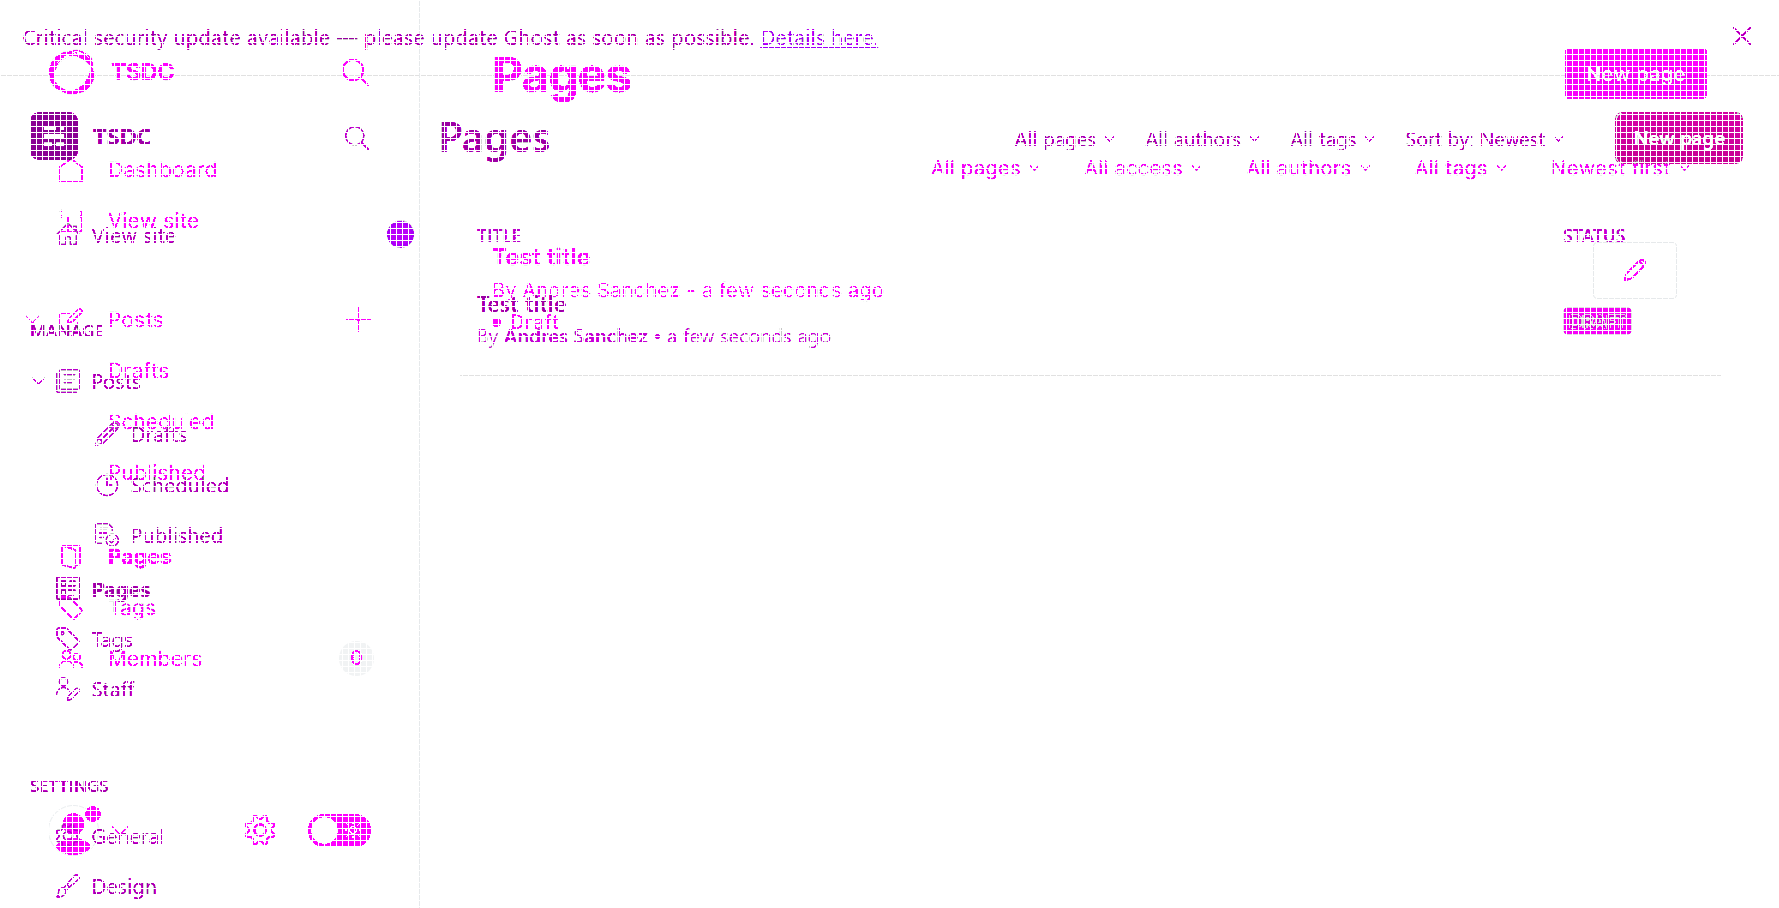 Critical security update available — please update Ghost as soon as possible. Details here.
TSDC
Pages
New page
TSDC
Pages
All pages
All authors
All tags
Sort by: Newest
New page
Dashboard
All pages
All access
All authors
All tags
Newest first
View site
View site
TITLE
STATUS
Test title
By Andres Sanchez - a few seconds ago
Test title
Posts
Draft
MANAGE
By Andres Sanchez • a few seconds ago
Drafts
Posts
Scheduled
Drafts
Published
Scheduled
Published
Pages
Pages
Tags
Tags
Members
0
Staff
SETTINGS
General
Design